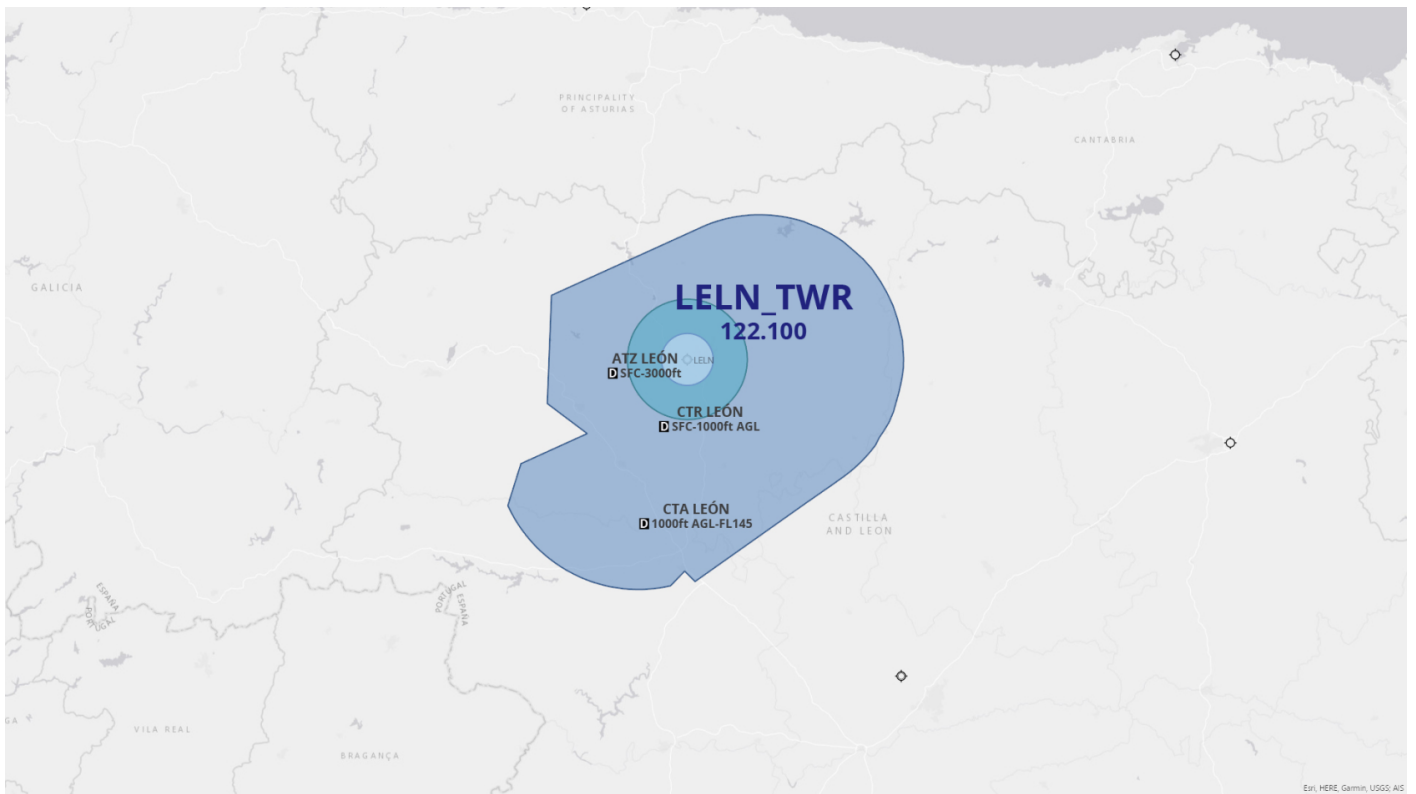 PRINCIPALITY
OF ASTURIAS
CANTABRIA
GALICIA
LELN_TWR
122.100
ATZ LEÓN
LELN
D SFC-3000ft
CTR LEÓN
D SFC-1000ft AGL
CTA LEÓN
D 1000ft AGL-FL145
CASTILLA
AND LEON
ESPAÑA
PORTUGAL
PORTUGAL
ESPAÑA
GA
VILA REAL
BRAGANÇA
Esri, HERE, Garmin, USGS; AIS